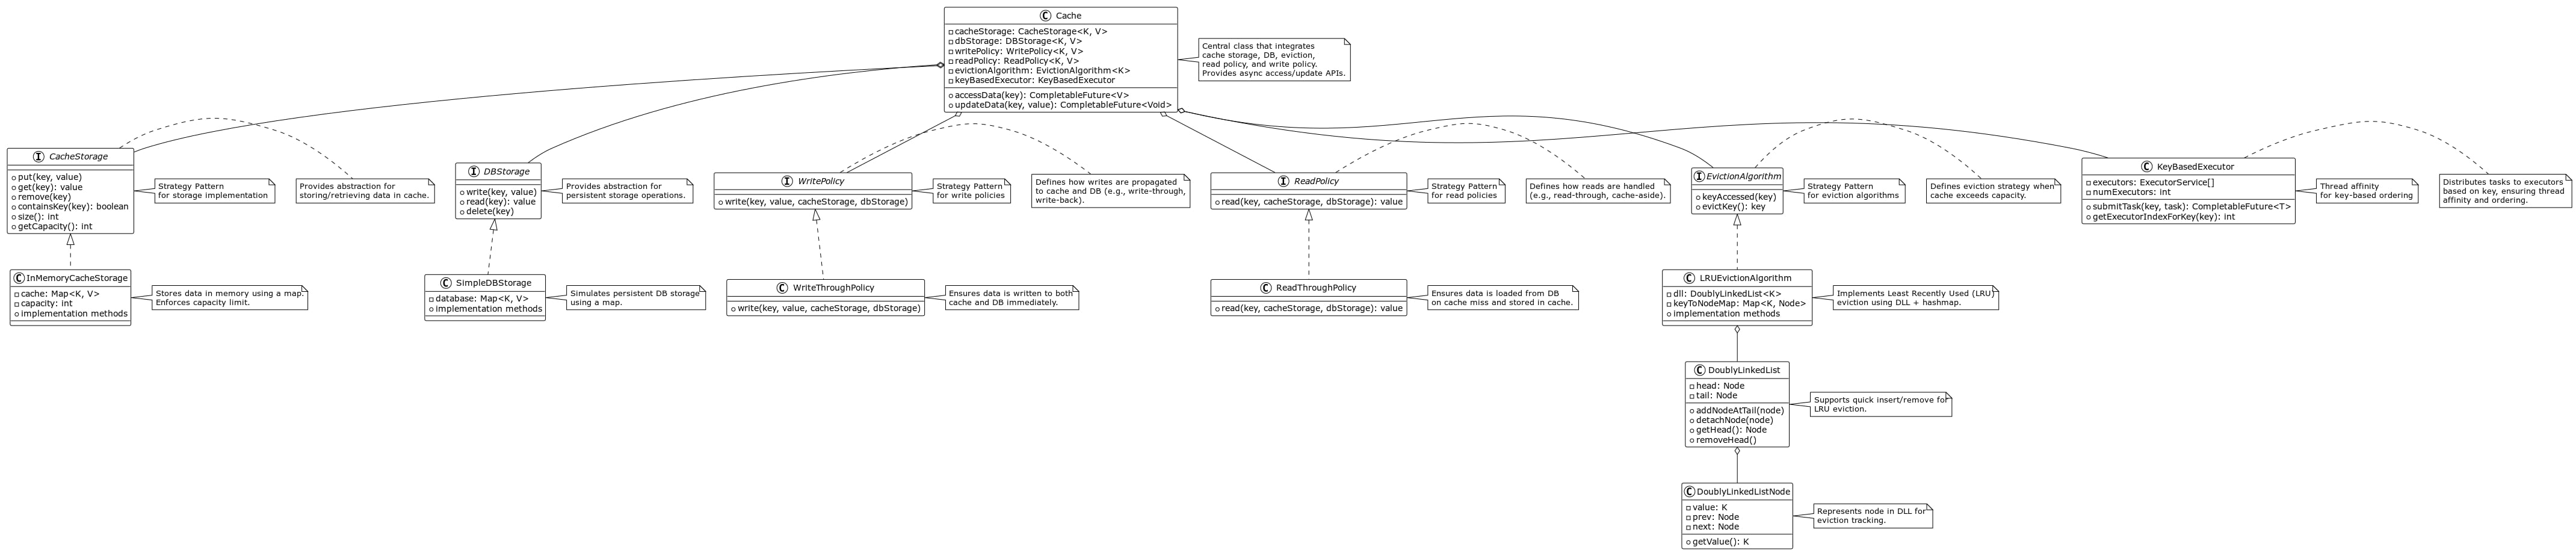 C Cache
cacheStorage: CacheStorage<K, V>
dbStorage: DBStorage<K, V>
writePolicy: WritePolicy<K, V>
readPolicy: ReadPolicy<K, V>
evictionAlgorithm: EvictionAlgorithm<K>
keyBasedExecutor: KeyBasedExecutor
accessData(key): CompletableFuture<V>
updateData(key, value): CompletableFuture<Void>
Central class that integrates
cache storage, DB, eviction,
read policy, and write policy.
Provides async access/update APIs.
I CacheStorage
put(key, value)
get(key): value
remove(key)
containsKey(key): boolean
size(): int
getCapacity(): int
Strategy Pattern
for storage implementation
Provides abstraction for
storing/retrieving data in cache.
I DBStorage
write(key, value)
read(key): value
delete(key)
Provides abstraction for
persistent storage operations.
I WritePolicy
write(key, value, cacheStorage, dbStorage)
Strategy Pattern
for write policies
Defines how writes are propagated
to cache and DB (e.g., write-through,
write-back).
I ReadPolicy
read(key, cacheStorage, dbStorage): value
Strategy Pattern
for read policies
Defines how reads are handled
(e.g., read-through, cache-aside).
I EvictionAlgorithm
keyAccessed(key)
evictKey(): key
Strategy Pattern
for eviction algorithms
Defines eviction strategy when
cache exceeds capacity.
C KeyBasedExecutor
executors: ExecutorService[]
numExecutors: int
submitTask(key, task): CompletableFuture<T>
getExecutorIndexForKey(key): int
Thread affinity
for key-based ordering
Distributes tasks to executors
based on key, ensuring thread
affinity and ordering.
C InMemoryCacheStorage
cache: Map<K, V>
capacity: int
implementation methods
Stores data in memory using a map.
Enforces capacity limit.
C SimpleDBStorage
database: Map<K, V>
implementation methods
Simulates persistent DB storage
using a map.
C WriteThroughPolicy
write(key, value, cacheStorage, dbStorage)
Ensures data is written to both
cache and DB immediately.
C ReadThroughPolicy
read(key, cacheStorage, dbStorage): value
Ensures data is loaded from DB
on cache miss and stored in cache.
C LRUEvictionAlgorithm
dll: DoublyLinkedList<K>
keyToNodeMap: Map<K, Node>
implementation methods
Implements Least Recently Used (LRU)
eviction using DLL + hashmap.
C DoublyLinkedList
head: Node
tail: Node
addNodeAtTail(node)
detachNode(node)
getHead(): Node
removeHead()
Supports quick insert/remove for
LRU eviction.
C DoublyLinkedListNode
value: K
prev: Node
next: Node
getValue(): K
Represents node in DLL for
eviction tracking.